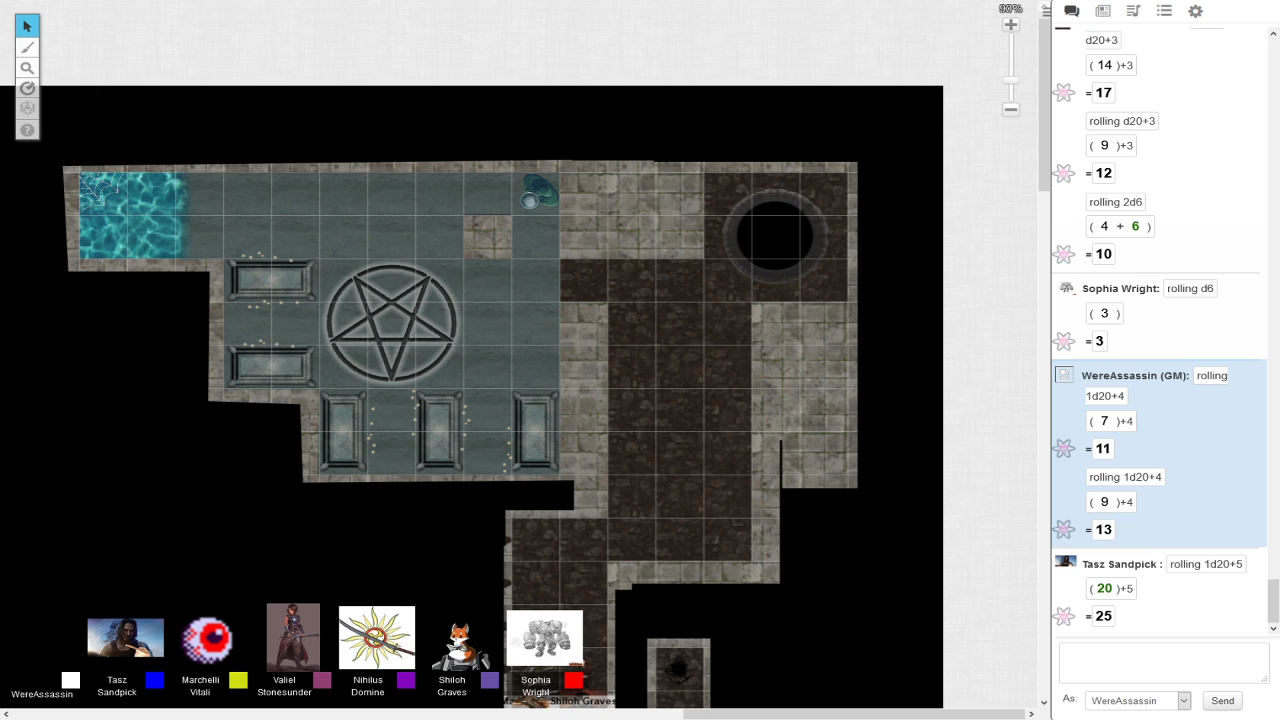 90%
d20+3
( 14 )+3
= 17
rolling d20+3
( 9 )+3
= 12
rolling 2d6
( 4 + 6 )
= 10
Sophia Wright: rolling d6
( 3 )
= 3
WereAssassin (GM): rolling
1d20+4
( 7 )+4
= 11
rolling 1d20+4
( 9 )+4
= 13
Tasz Sandpick : rolling 1d20+5
( 20 )+5
= 25
As: WereAssassin Send
WereAssassin
Tasz
Sandpick
Marchelli
Vitali
Valiel
Stonesunder
Nihilus
Domine
Shiloh
Graves
Sophia
Wright
Shiloh Graves